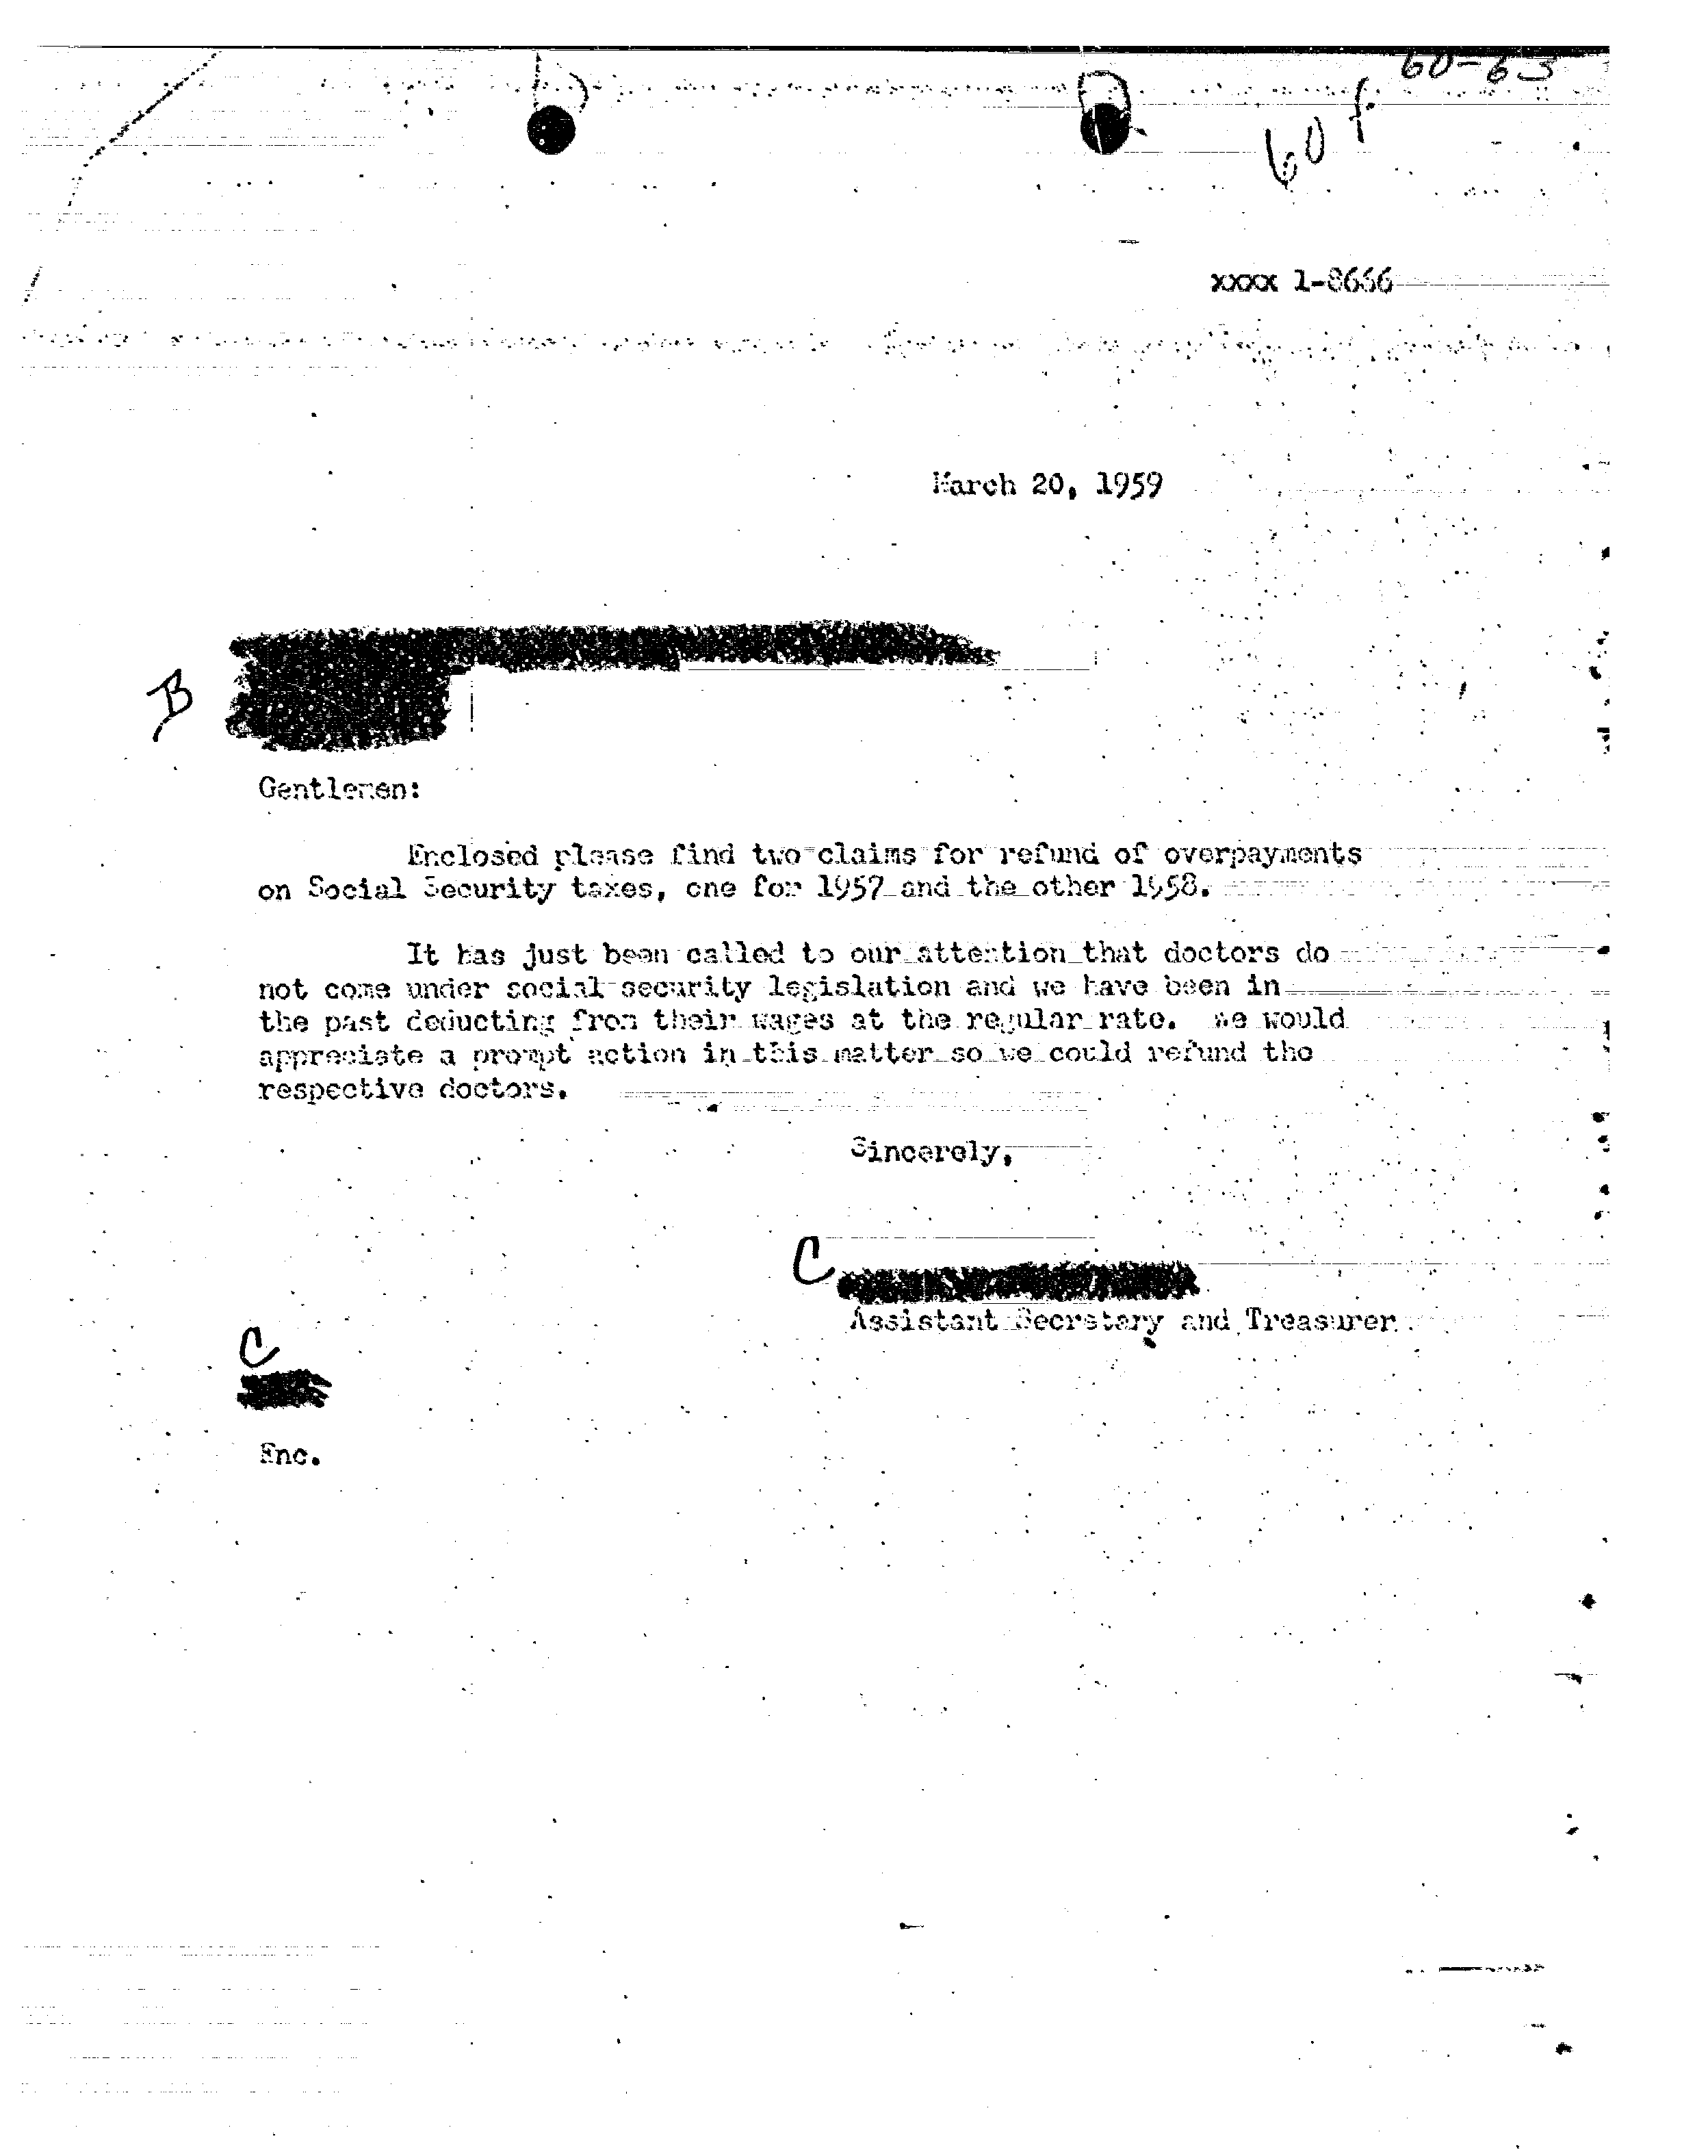 60-63
60 f
xxxx 1-8666
March 20, 1959
B
Gentlemen:
Enclosed please find two claims for refund of overpayments
on Social Security taxes, one for 1957 and the other 1958.
It has just been called to our attention that doctors do
not come under social security legislation and we have been in
the past deducting from their wages at the regular rate. We would
appreciate a prompt action in this matter so we could refund the
respective doctors.
Sincerely,
C
Assistant Secretary and Treasurer
C
Enc.